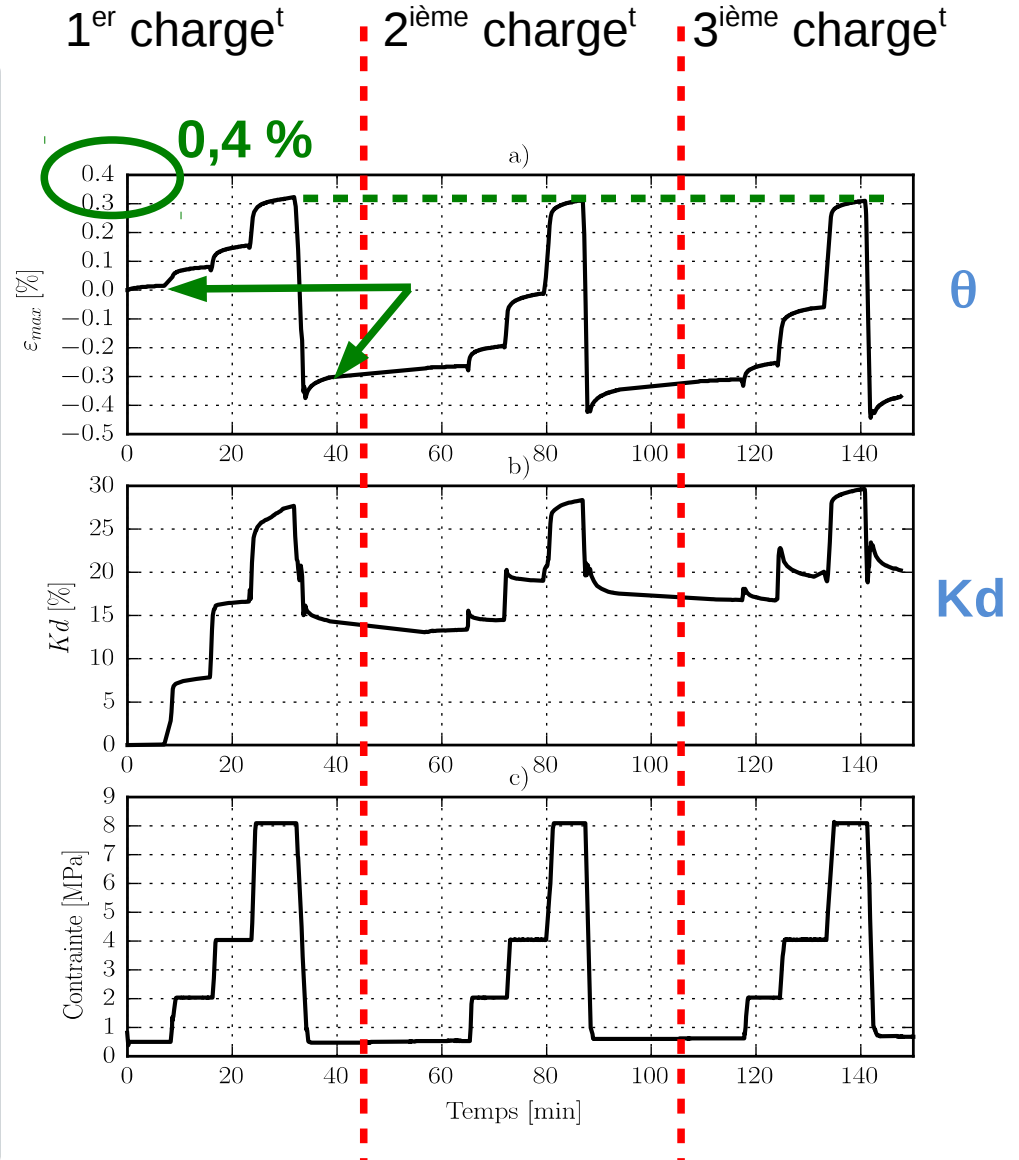 1er charget 2ième charget 3ième charget
0,4 %
a)
0.4
0.3
0.2
0.1
0.0
−0.1
−0.2
−0.3
−0.4
−0.5
εmax [%]
θ
0 20 40 60 80 100 120 140
b)
30
25
20
15
10
5
0
Kd [%]
Kd
0 20 40 60 80 100 120 140
c)
9
8
7
6
5
4
3
2
1
0
Contrainte [MPa]
0 20 40 60 80 100 120 140
Temps [min]